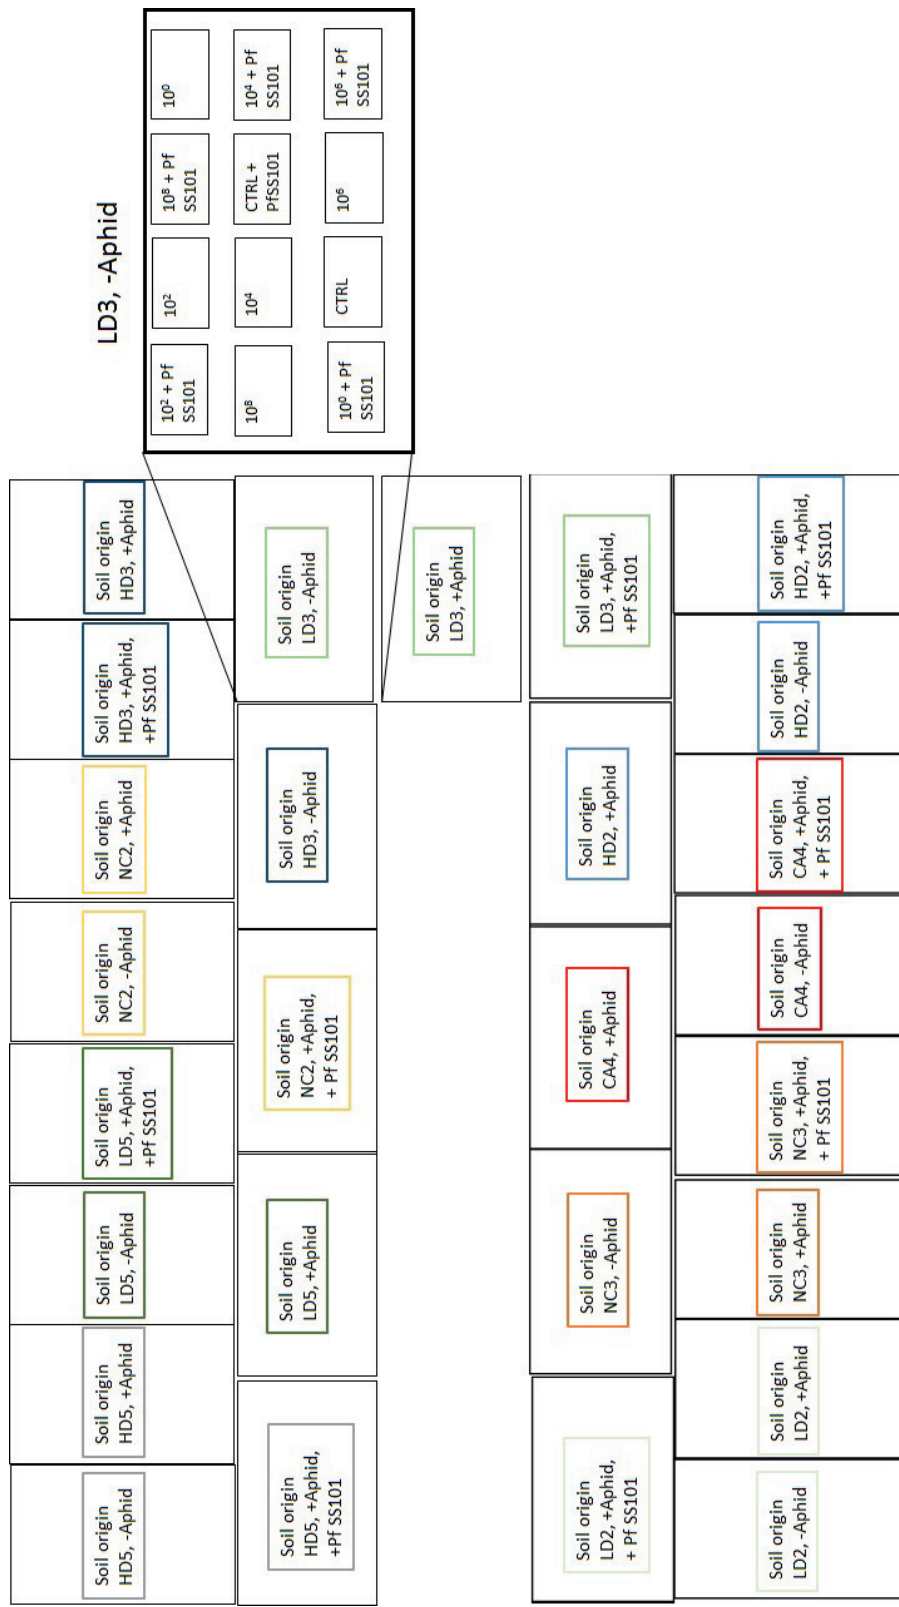 Soil origin
HD5, -Aphid
Soil origin
HD5, +Aphid
Soil origin
LD5, -Aphid
Soil origin
LD5, +Aphid,
+Pf SS101
Soil origin
NC2, -Aphid
Soil origin
NC2, +Aphid
Soil origin
HD3, +Aphid,
+Pf SS101
Soil origin
HD3, +Aphid
Soil origin
HD5, +Aphid,
+Pf SS101
Soil origin
LD5, +Aphid
Soil origin
NC2, +Aphid,
+ Pf SS101
Soil origin
HD3, -Aphid
Soil origin
LD3, -Aphid
Soil origin
LD3, +Aphid
Soil origin
LD2, +Aphid,
+ Pf SS101
Soil origin
NC3, -Aphid
Soil origin
CA4, +Aphid
Soil origin
HD2, +Aphid
Soil origin
LD3, +Aphid,
+Pf SS101
Soil origin
LD2, -Aphid
Soil origin
LD2, +Aphid
Soil origin
NC3, +Aphid
Soil origin
NC3, +Aphid,
+ Pf SS101
Soil origin
CA4, -Aphid
Soil origin
CA4, +Aphid,
+ Pf SS101
Soil origin
HD2, -Aphid
Soil origin
HD2, +Aphid,
+Pf SS101
LD3, -Aphid
10² + Pf
SS101
10²
10⁸ + Pf
SS101
10⁰
10⁸
10⁴
CTRL +
PfSS101
10⁴ + Pf
SS101
10⁰ + Pf
SS101
CTRL
10⁶
10⁶ + Pf
SS101